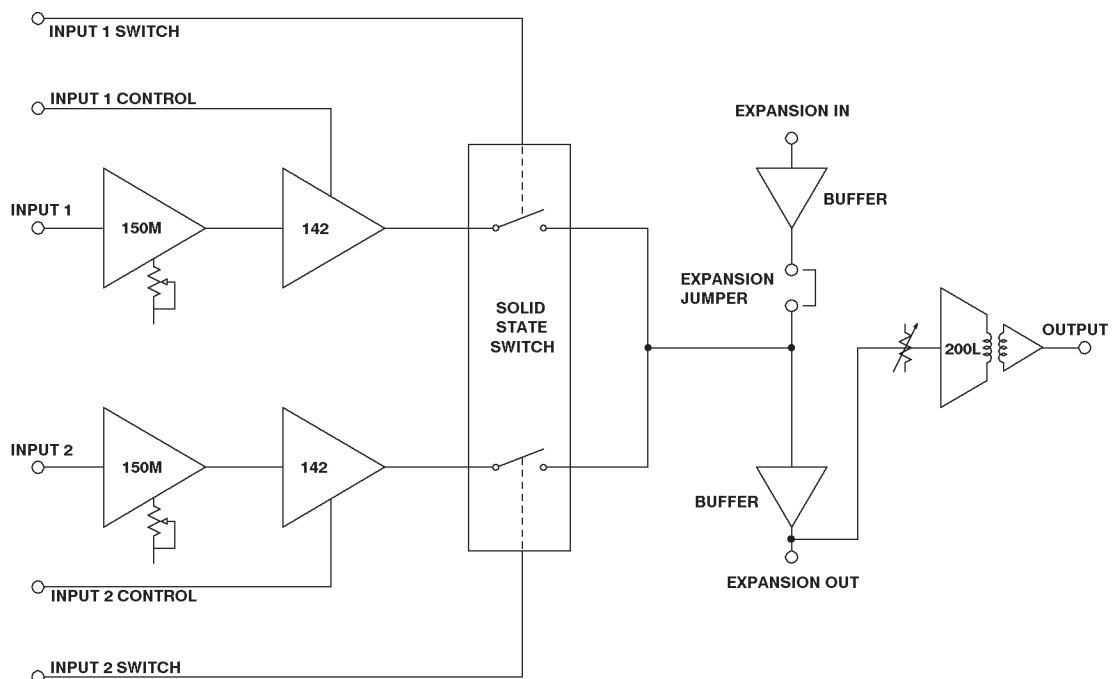 INPUT 1 SWITCH
INPUT 1 CONTROL
EXPANSION IN
INPUT 1
150M
142
BUFFER
EXPANSION
JUMPER
SOLID
STATE
SWITCH
200L
OUTPUT
INPUT 2
150M
142
BUFFER
EXPANSION OUT
INPUT 2 CONTROL
INPUT 2 SWITCH